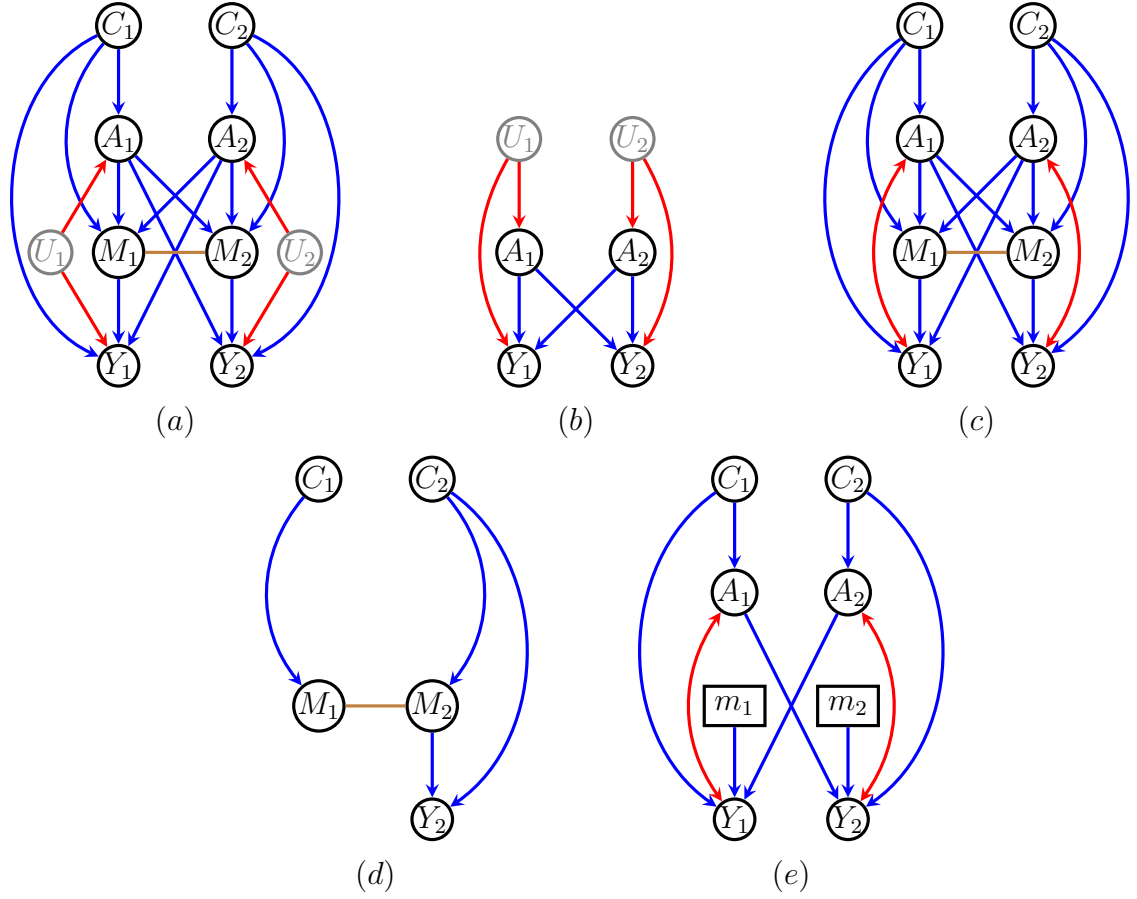 C₁ C₂ C₁ C₂
A₁ A₂ U₁ U₂ A₁ A₂
U₁ M₁ M₂ U₂ A₁ A₂ M₁ M₂
Y₁ Y₂ Y₁ Y₂ Y₁ Y₂
(a) (b) (c)
C₁ C₂ C₁ C₂
A₁ A₂
M₁ M₂ m₁ m₂
Y₂ Y₁ Y₂
(d) (e)